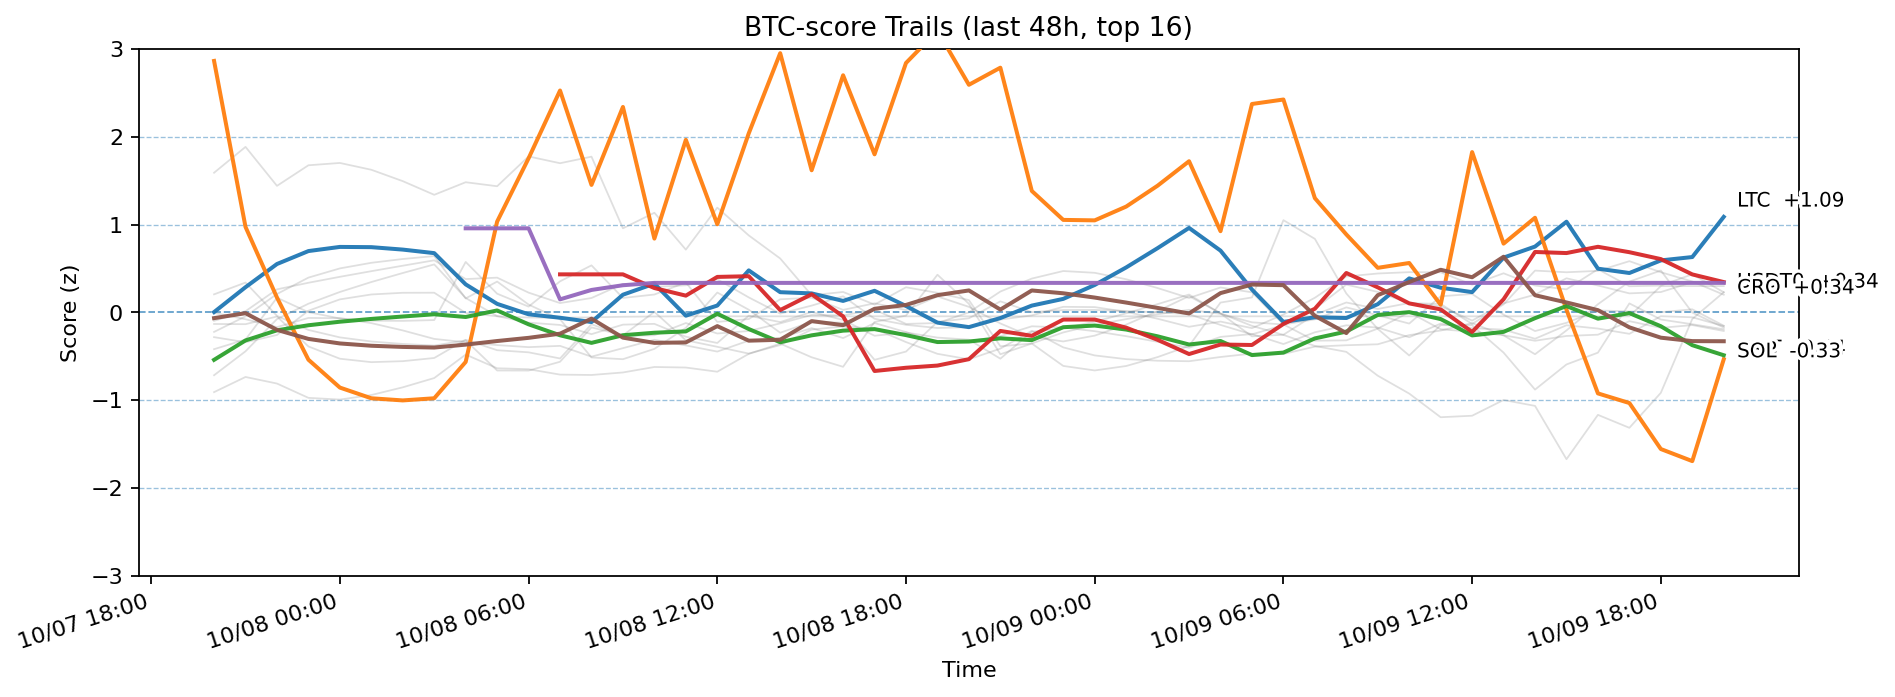 BTC-score Trails (last 48h, top 16)
Score (z)
3
2
1
0
−1
−2
−3
LTC +1.09
CRO +0.34
SOL -0.33
10/07 18:00
10/08 00:00
10/08 06:00
10/08 12:00
10/08 18:00
10/09 00:00
10/09 06:00
10/09 12:00
10/09 18:00
Time